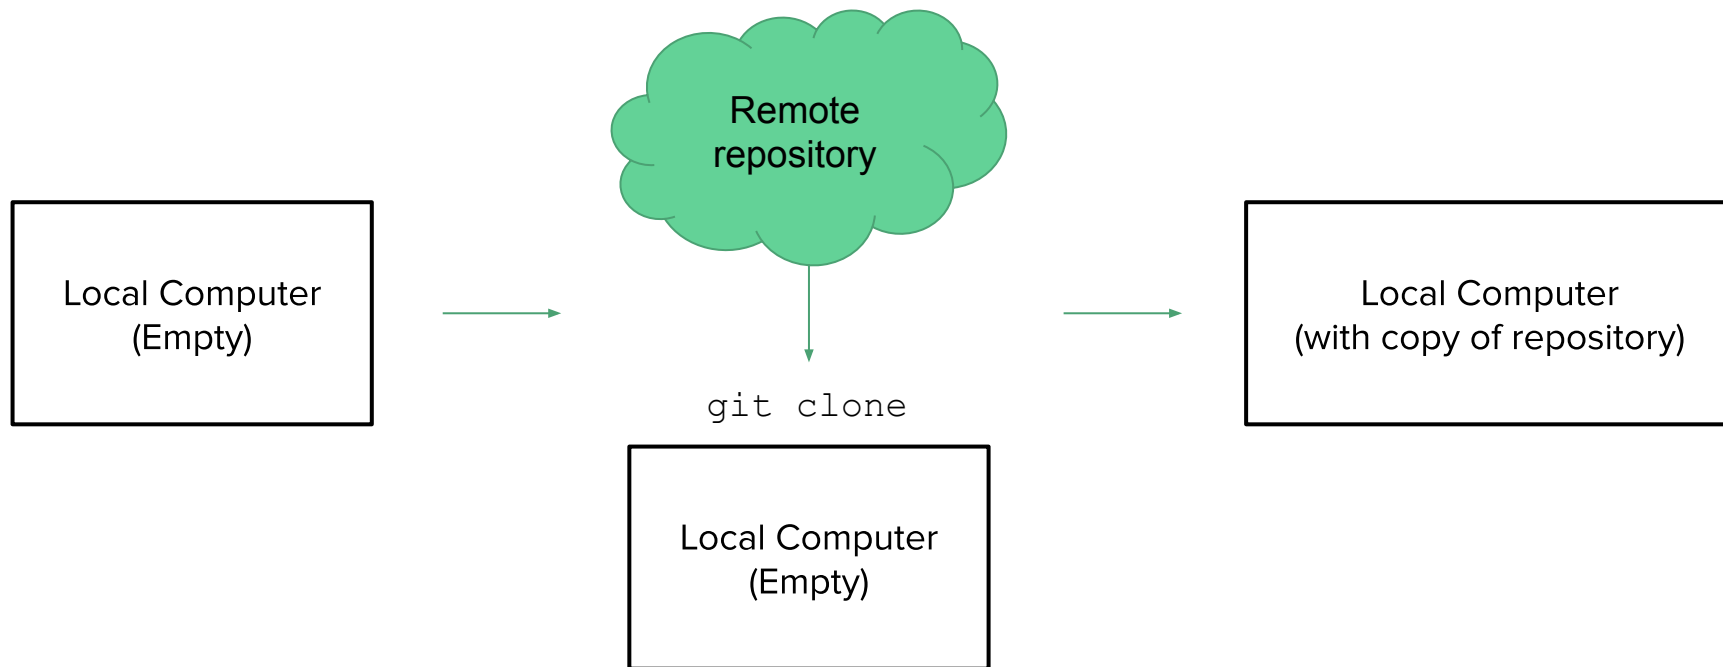 Local Computer
(Empty)
Remote
repository
git clone
Local Computer
(Empty)
Local Computer
(with copy of repository)